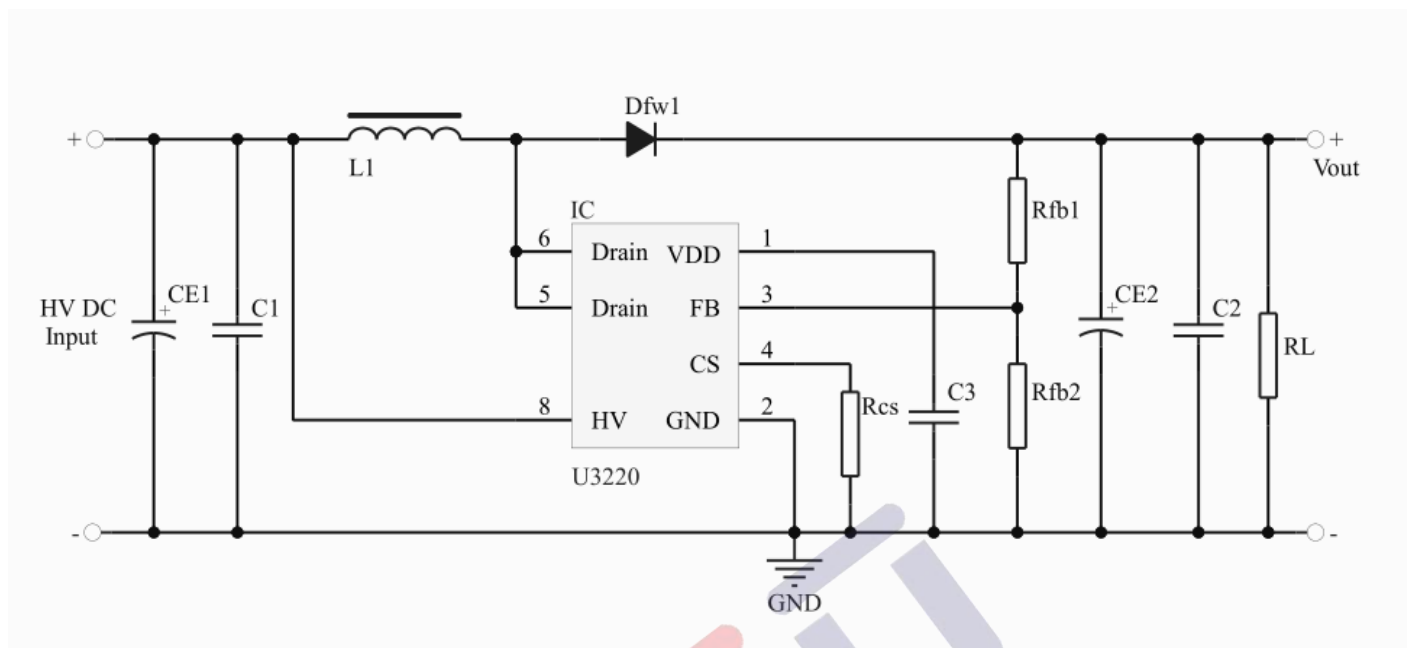 Dfw1
+
+
L1
Vout
IC
Rfb1
6
Drain
VDD
1
5
Drain
FB
3
HV DC
Input
+
CE1
C1
+
CE2
C2
RL
CS
4
Rcs
C3
Rfb2
8
HV
GND
2
U3220
-
-
GND